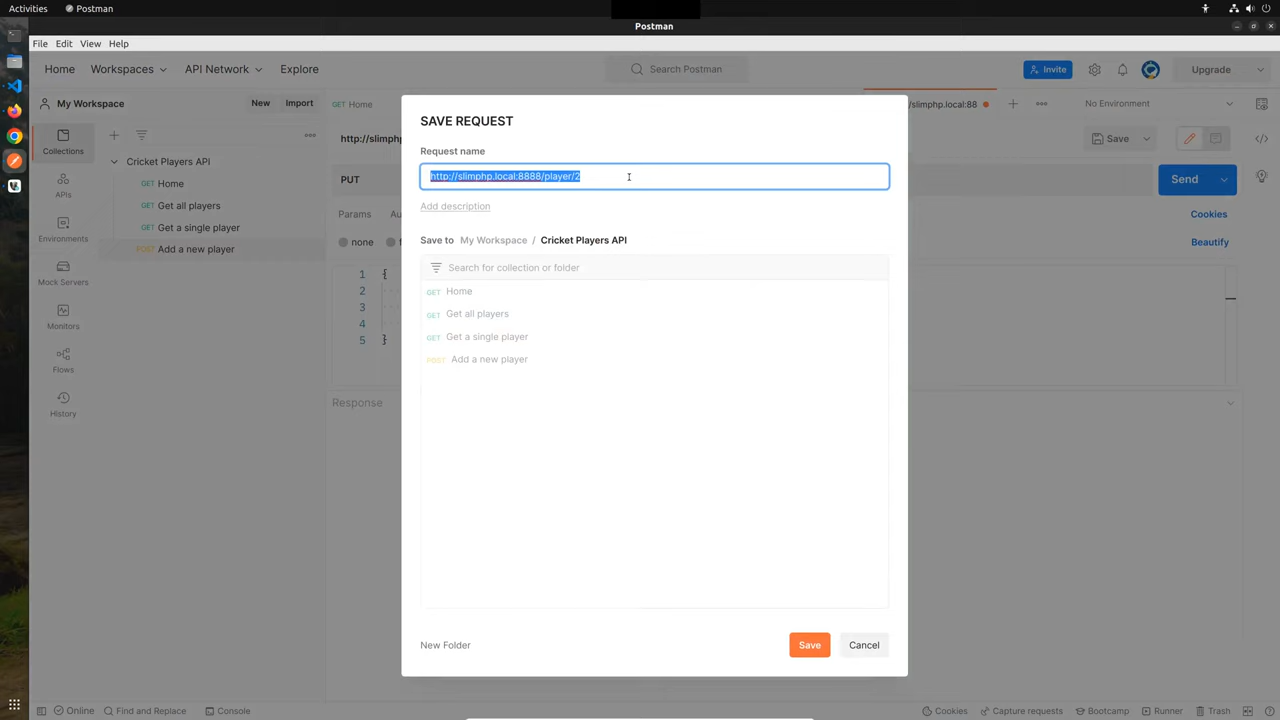 Activities Postman
Postman
File Edit View Help
Home Workspaces API Network Explore Search Postman Invite Upgrade
My Workspace New Import GET Home /slimphp.local:88 No Environment
Collections
APIs
Environments
Mock Servers
Monitors
Flows
History
Cricket Players API
GET Home
GET Get all players
GET Get a single player
POST Add a new player
http://slimph Save
PUT Send
Params Au Cookies
none Beautify
1 {
2
3
4
5 }
Response
SAVE REQUEST
Request name
http://slimphp.local:8888/player/2
Add description
Save to My Workspace / Cricket Players API
Search for collection or folder
GET Home
GET Get all players
GET Get a single player
POST Add a new player
New Folder Save Cancel
Online Find and Replace Console Cookies Capture requests Bootcamp Runner Trash